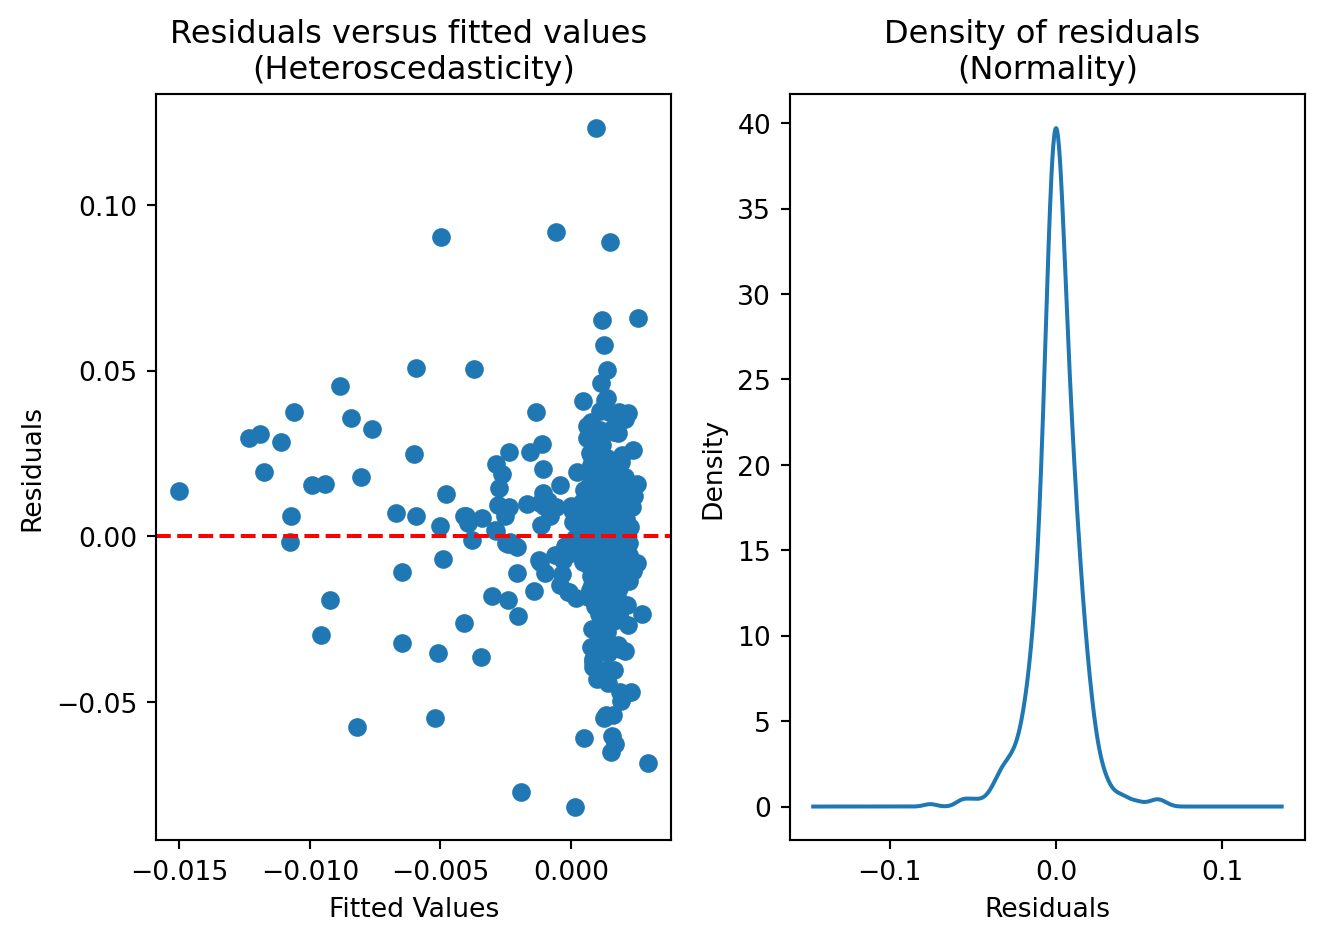 Residuals versus fitted values
(Heteroscedasticity)
0.10
0.05
0.00
−0.05
Residuals
−0.015
−0.010
−0.005
0.000
Fitted Values
Density of residuals
(Normality)
40
35
30
25
20
15
10
5
0
Density
−0.1
0.0
0.1
Residuals